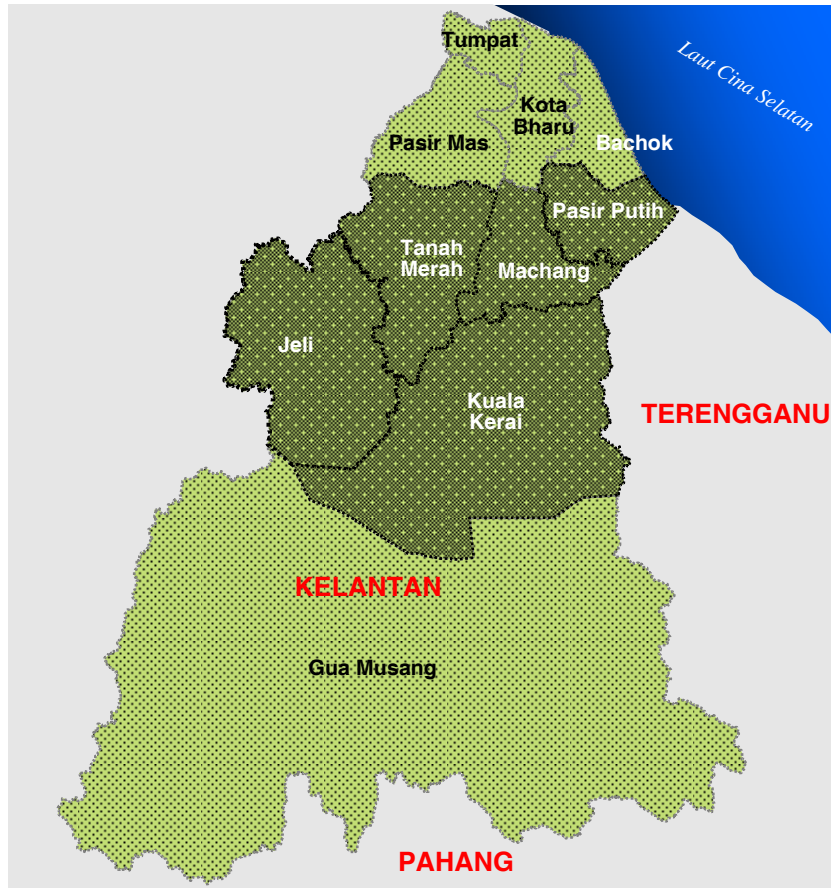 Tumpat
Laut Cina Selatan
Kota
Bharu
Pasir Mas
Bachok
Pasir Putih
Tanah
Merah
Machang
Jeli
Kuala
Kerai
TERENGGANU
KELANTAN
Gua Musang
PAHANG